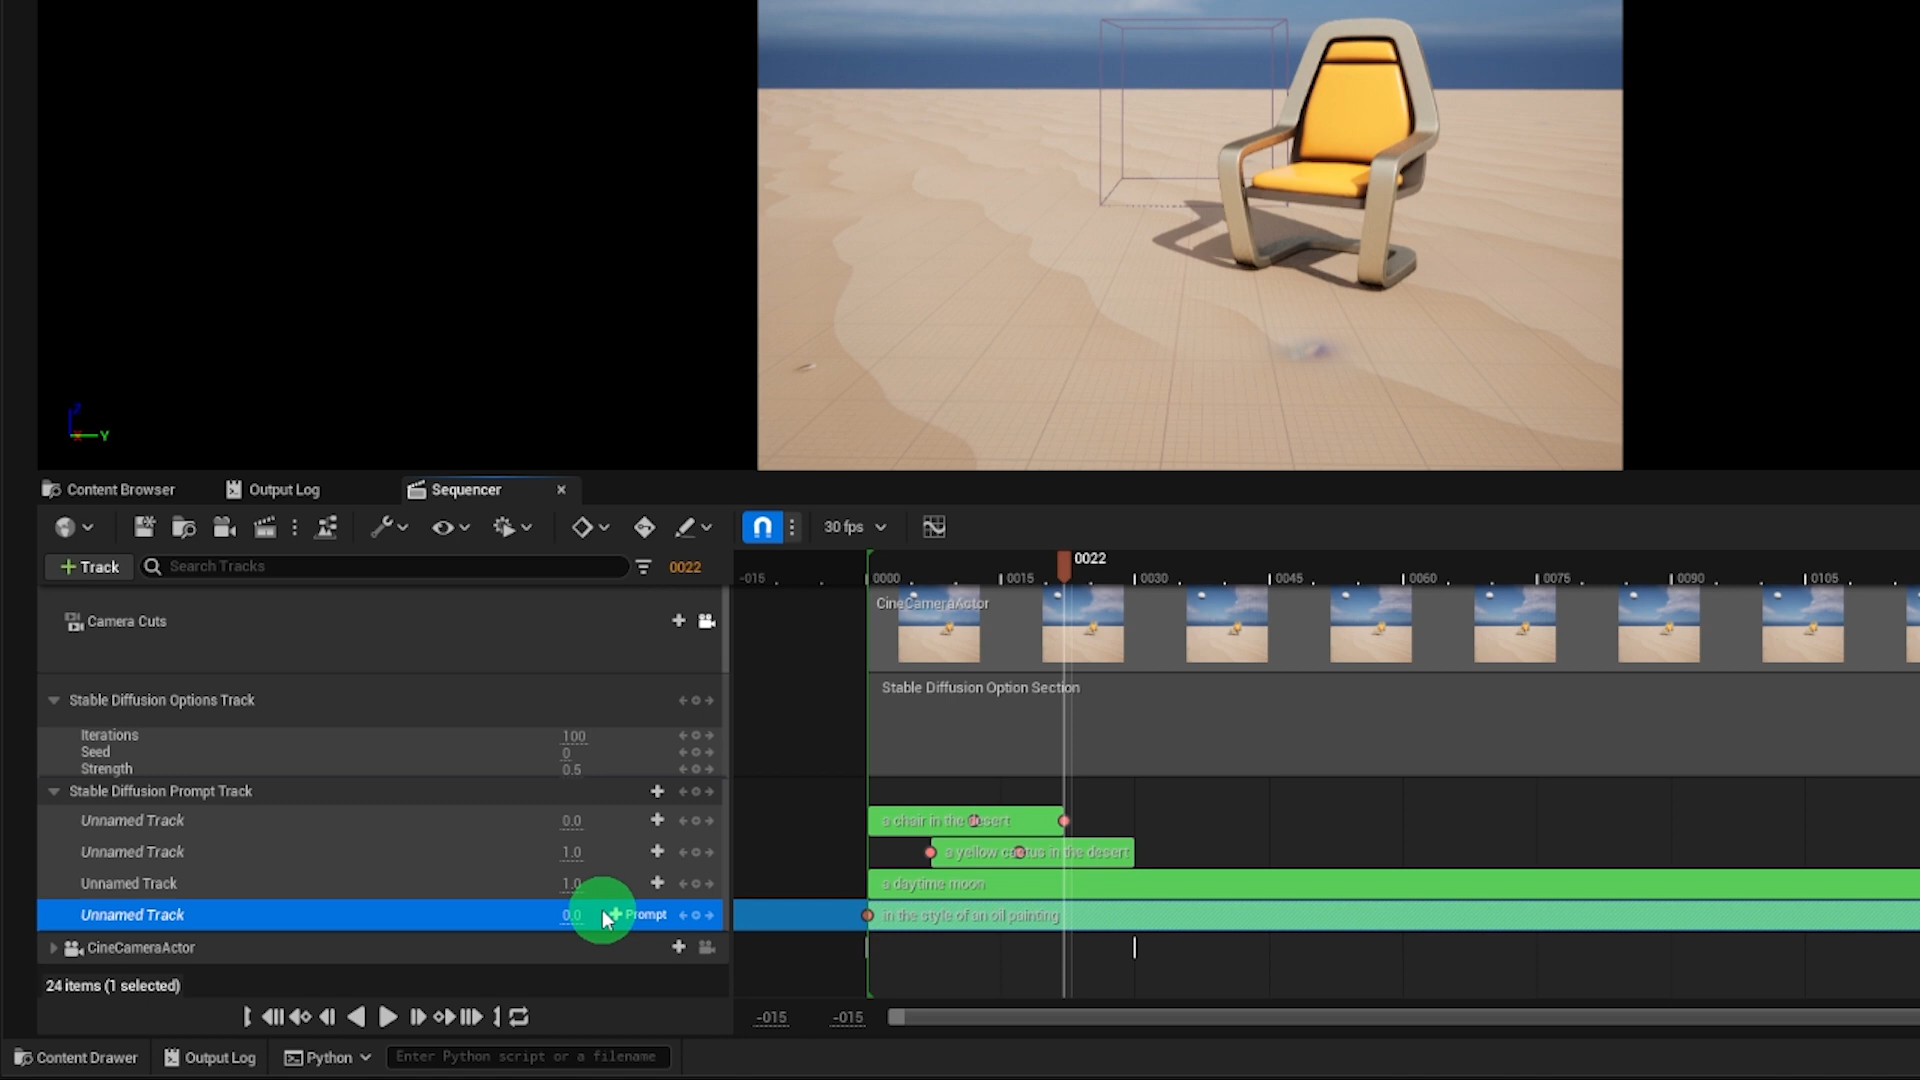 Z
X Y
Content Browser Output Log Sequencer ×
30 fps
+ Track Search Tracks 0022
-015 0000 0015 0022 0030 0045 0060 0075 0090 0105
Camera Cuts
CineCameraActor
Stable Diffusion Options Track
Stable Diffusion Option Section
Iterations 100
Seed 0
Strength 0.5
Stable Diffusion Prompt Track
Unnamed Track 0.0 a chair in the desert
Unnamed Track 1.0 a yellow cactus in the desert
Unnamed Track 1.0 a daytime moon
Unnamed Track 0.0 + Prompt in the style of an oil painting
CineCameraActor
24 items (1 selected)
-015 -015
Content Drawer Output Log Python Enter Python script or a filename